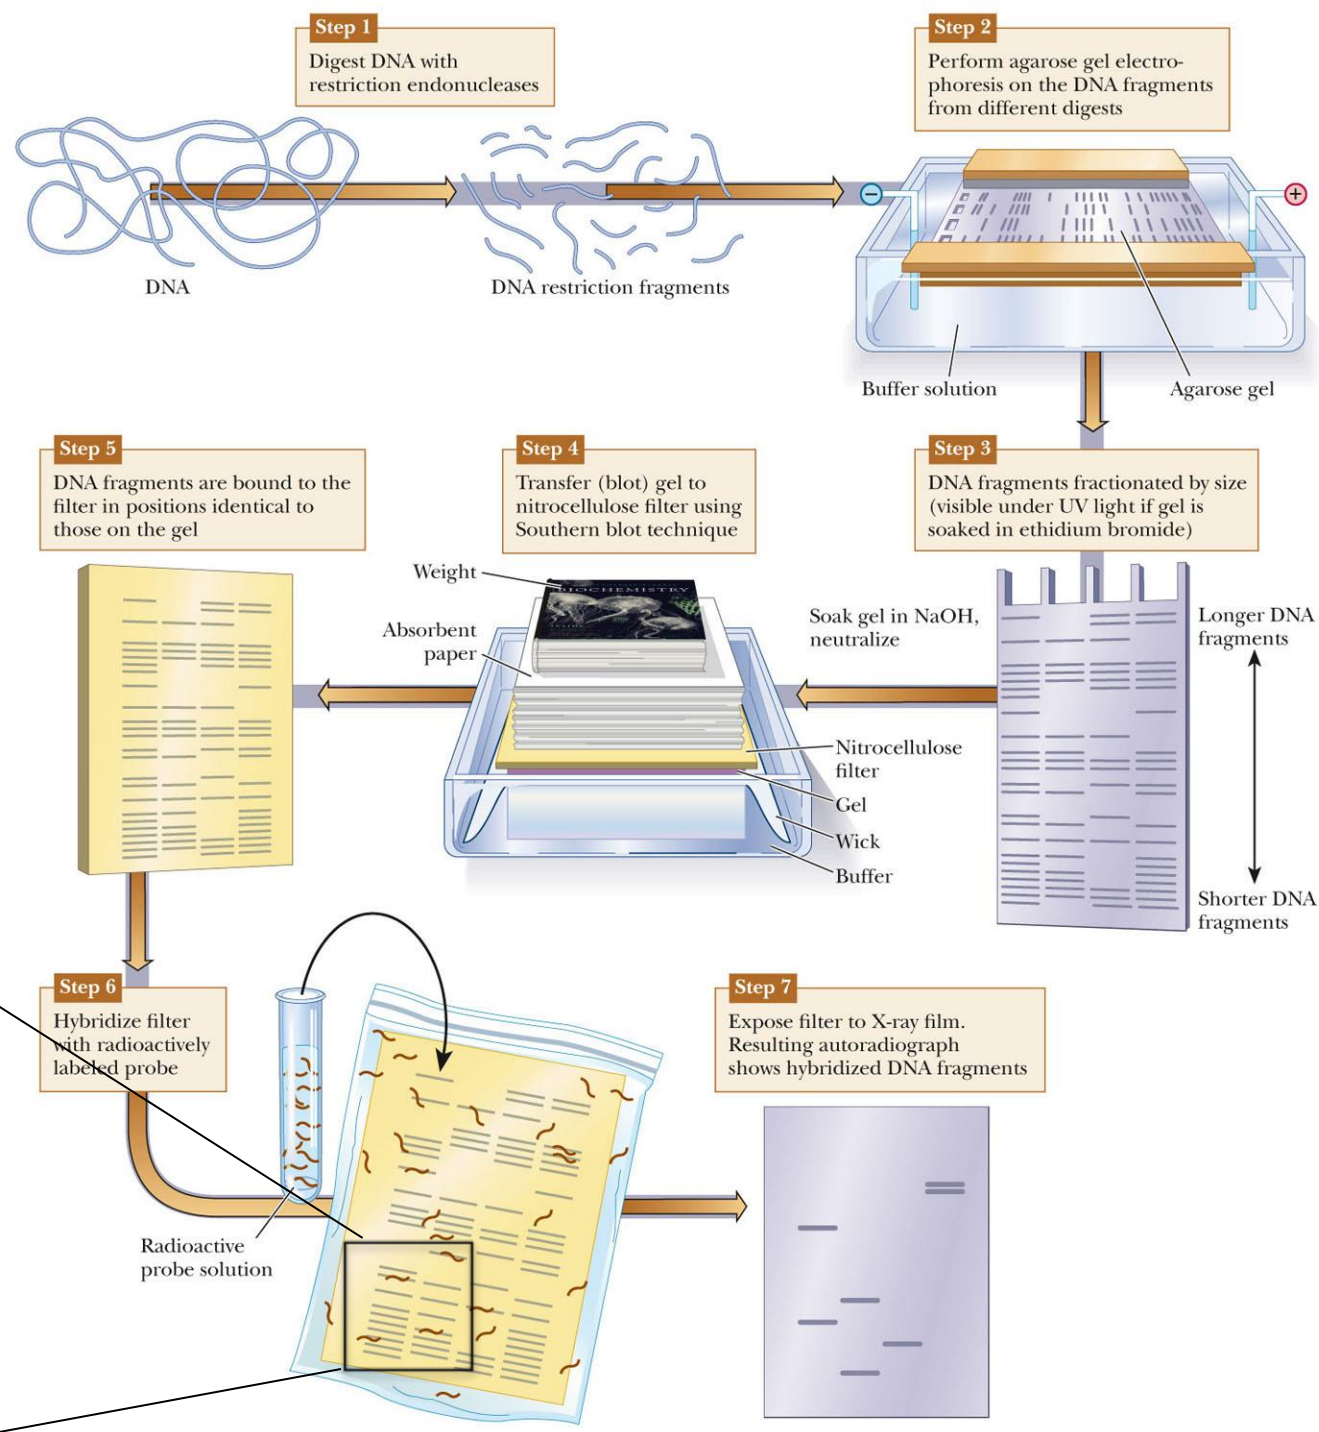 Step 1
Digest DNA with
restriction endonucleases
DNA
DNA restriction fragments
Step 2
Perform agarose gel electro-
phoresis on the DNA fragments
from different digests
−
+
Buffer solution
Agarose gel
Step 3
DNA fragments fractionated by size
(visible under UV light if gel is
soaked in ethidium bromide)
Longer DNA
fragments
Shorter DNA
fragments
Soak gel in NaOH,
neutralize
Step 4
Transfer (blot) gel to
nitrocellulose filter using
Southern blot technique
Weight
BIOCHEMISTRY
Absorbent
paper
Nitrocellulose
filter
Gel
Wick
Buffer
Step 5
DNA fragments are bound to the
filter in positions identical to
those on the gel
Step 6
Hybridize filter
with radioactively
labeled probe
Radioactive
probe solution
Step 7
Expose filter to X-ray film.
Resulting autoradiograph
shows hybridized DNA fragments